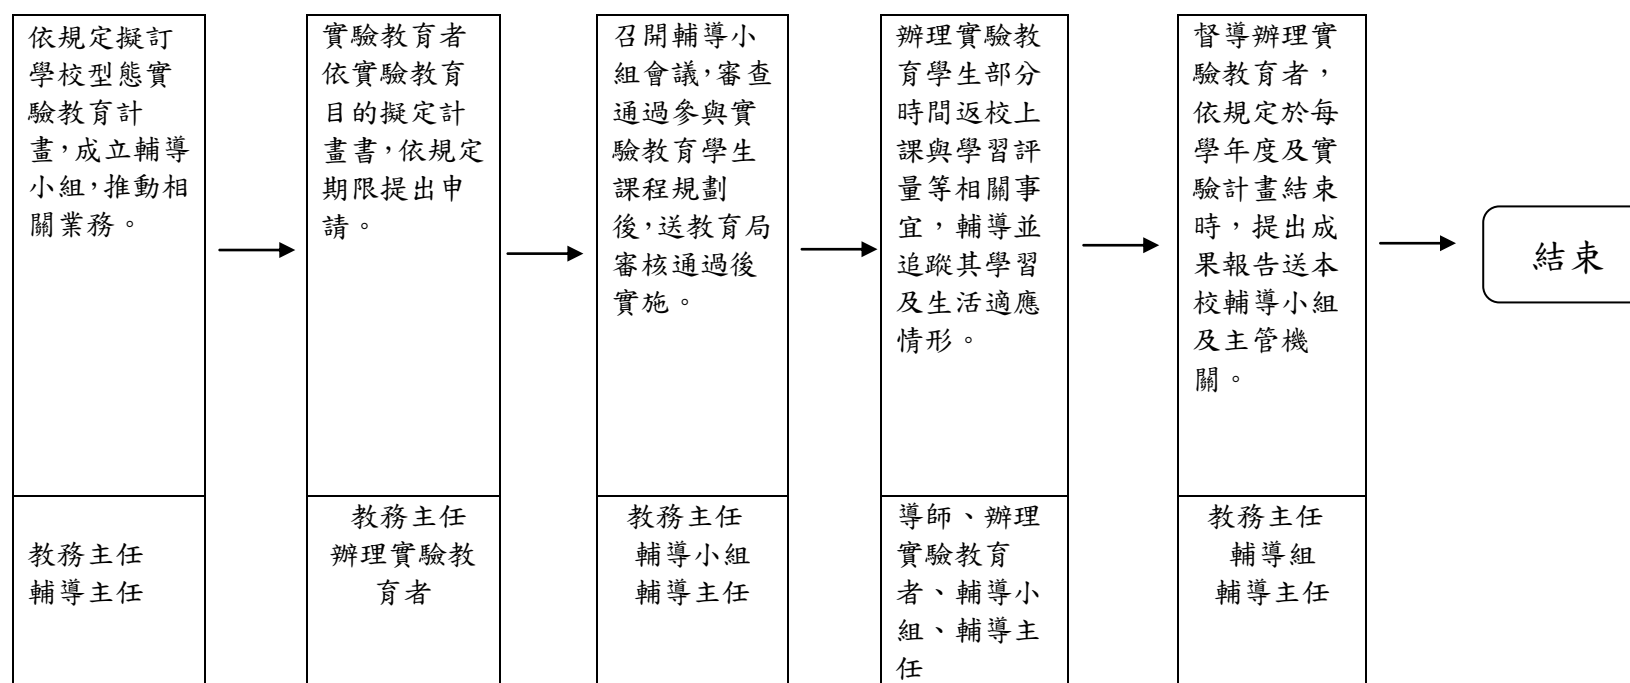 依規定擬訂
學校型態實
驗教育計
畫，成立輔導
小組，推動相
關業務。
教務主任
輔導主任
實驗教育者
依實驗教育
目的擬定計
畫書，依規定
期限提出申
請。
教務主任
辦理實驗教
育者
召開輔導小
組會議，審查
通過參與實
驗教育學生
課程規劃
後，送教育局
審核通過後
實施。
教務主任
輔導小組
輔導主任
辦理實驗教
育學生部分
時間返校上
課與學習評
量等相關事
宜，輔導並
追蹤其學習
及生活適應
情形。
導師、辦理
實驗教育
者、輔導小
組、輔導主
任
督導辦理實
驗教育者，
依規定於每
學年度及實
驗計畫結束
時，提出成
果報告送本
校輔導小組
及主管機
關。
教務主任
輔導組
輔導主任
結束